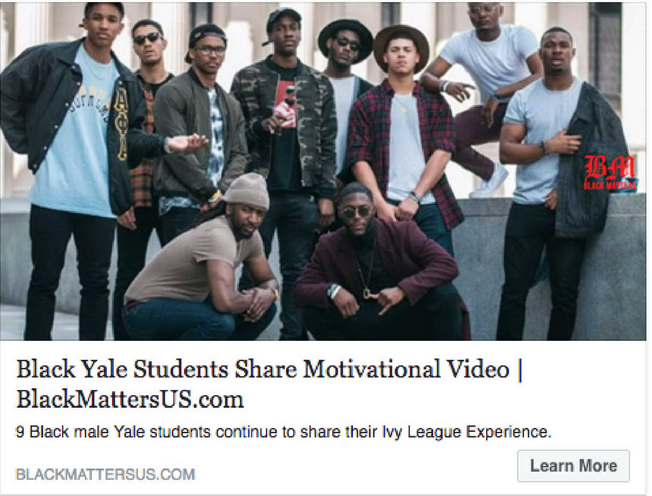 BM
BLACK MATTERS
Black Yale Students Share Motivational Video |
BlackMattersUS.com
9 Black male Yale students continue to share their Ivy League Experience.
BLACKMATTERSUS.COM
Learn More